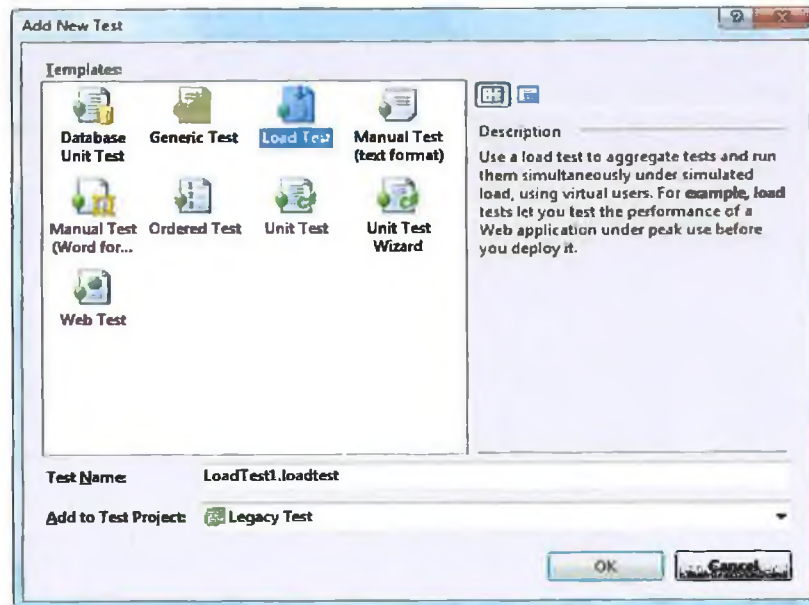 Add New Test
Templates:
Database
Unit Test
Generic Test
Load Test
Manual Test
(text format)
Manual Test
(Word for...
Ordered Test
Unit Test
Unit Test
Wizard
Web Test
Description
Use a load test to aggregate tests and run
them simultaneously under simulated
load, using virtual users. For example, load
tests let you test the performance of a
Web application under peak use before
you deploy it.
Test Name:
LoadTest1.loadtest
Add to Test Project:
Legacy Test
OK
Cancel